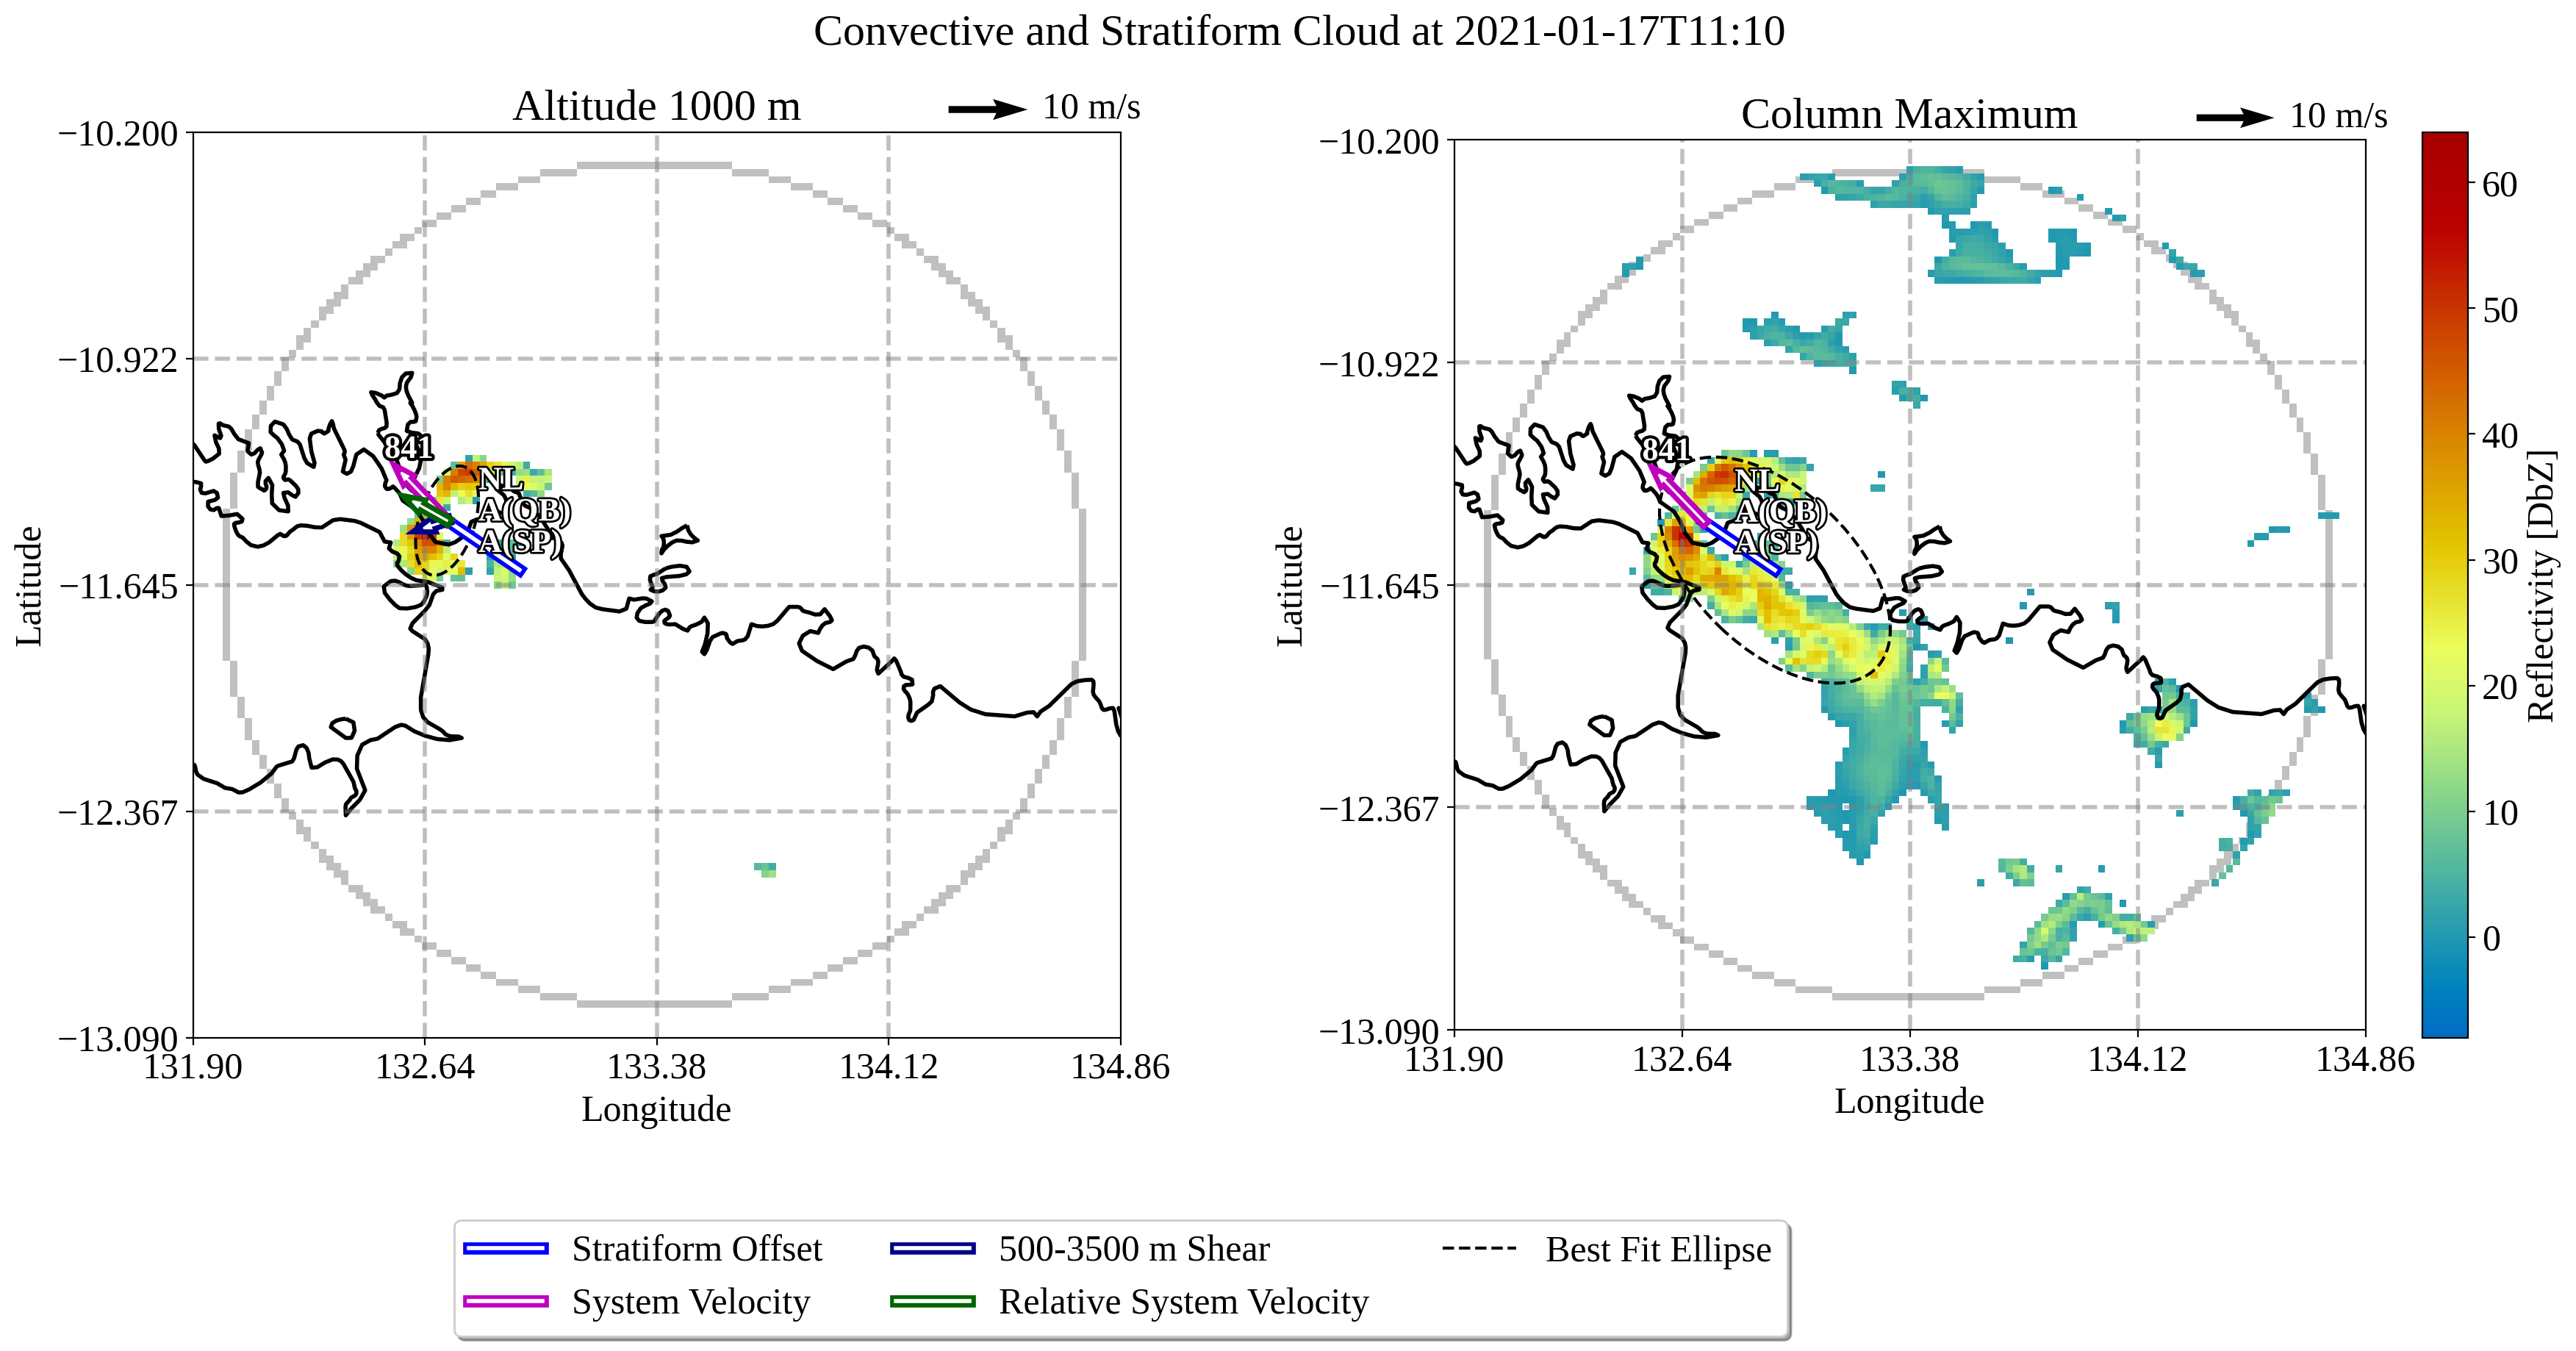 Convective and Stratiform Cloud at 2021-01-17T11:10
Altitude 1000 m
10 m/s
−10.200
−10.922
−11.645
−12.367
−13.090
Latitude
841
NL
A(QB)
A(SP)
131.90 132.64 133.38 134.12 134.86
Longitude
Column Maximum
10 m/s
−10.200
−10.922
−11.645
−12.367
−13.090
Latitude
841
NL
A(QB)
A(SP)
131.90 132.64 133.38 134.12 134.86
Longitude
60
50
40
30
20
10
0
Reflectivity [DbZ]
Stratiform Offset
System Velocity
500-3500 m Shear
Relative System Velocity
Best Fit Ellipse